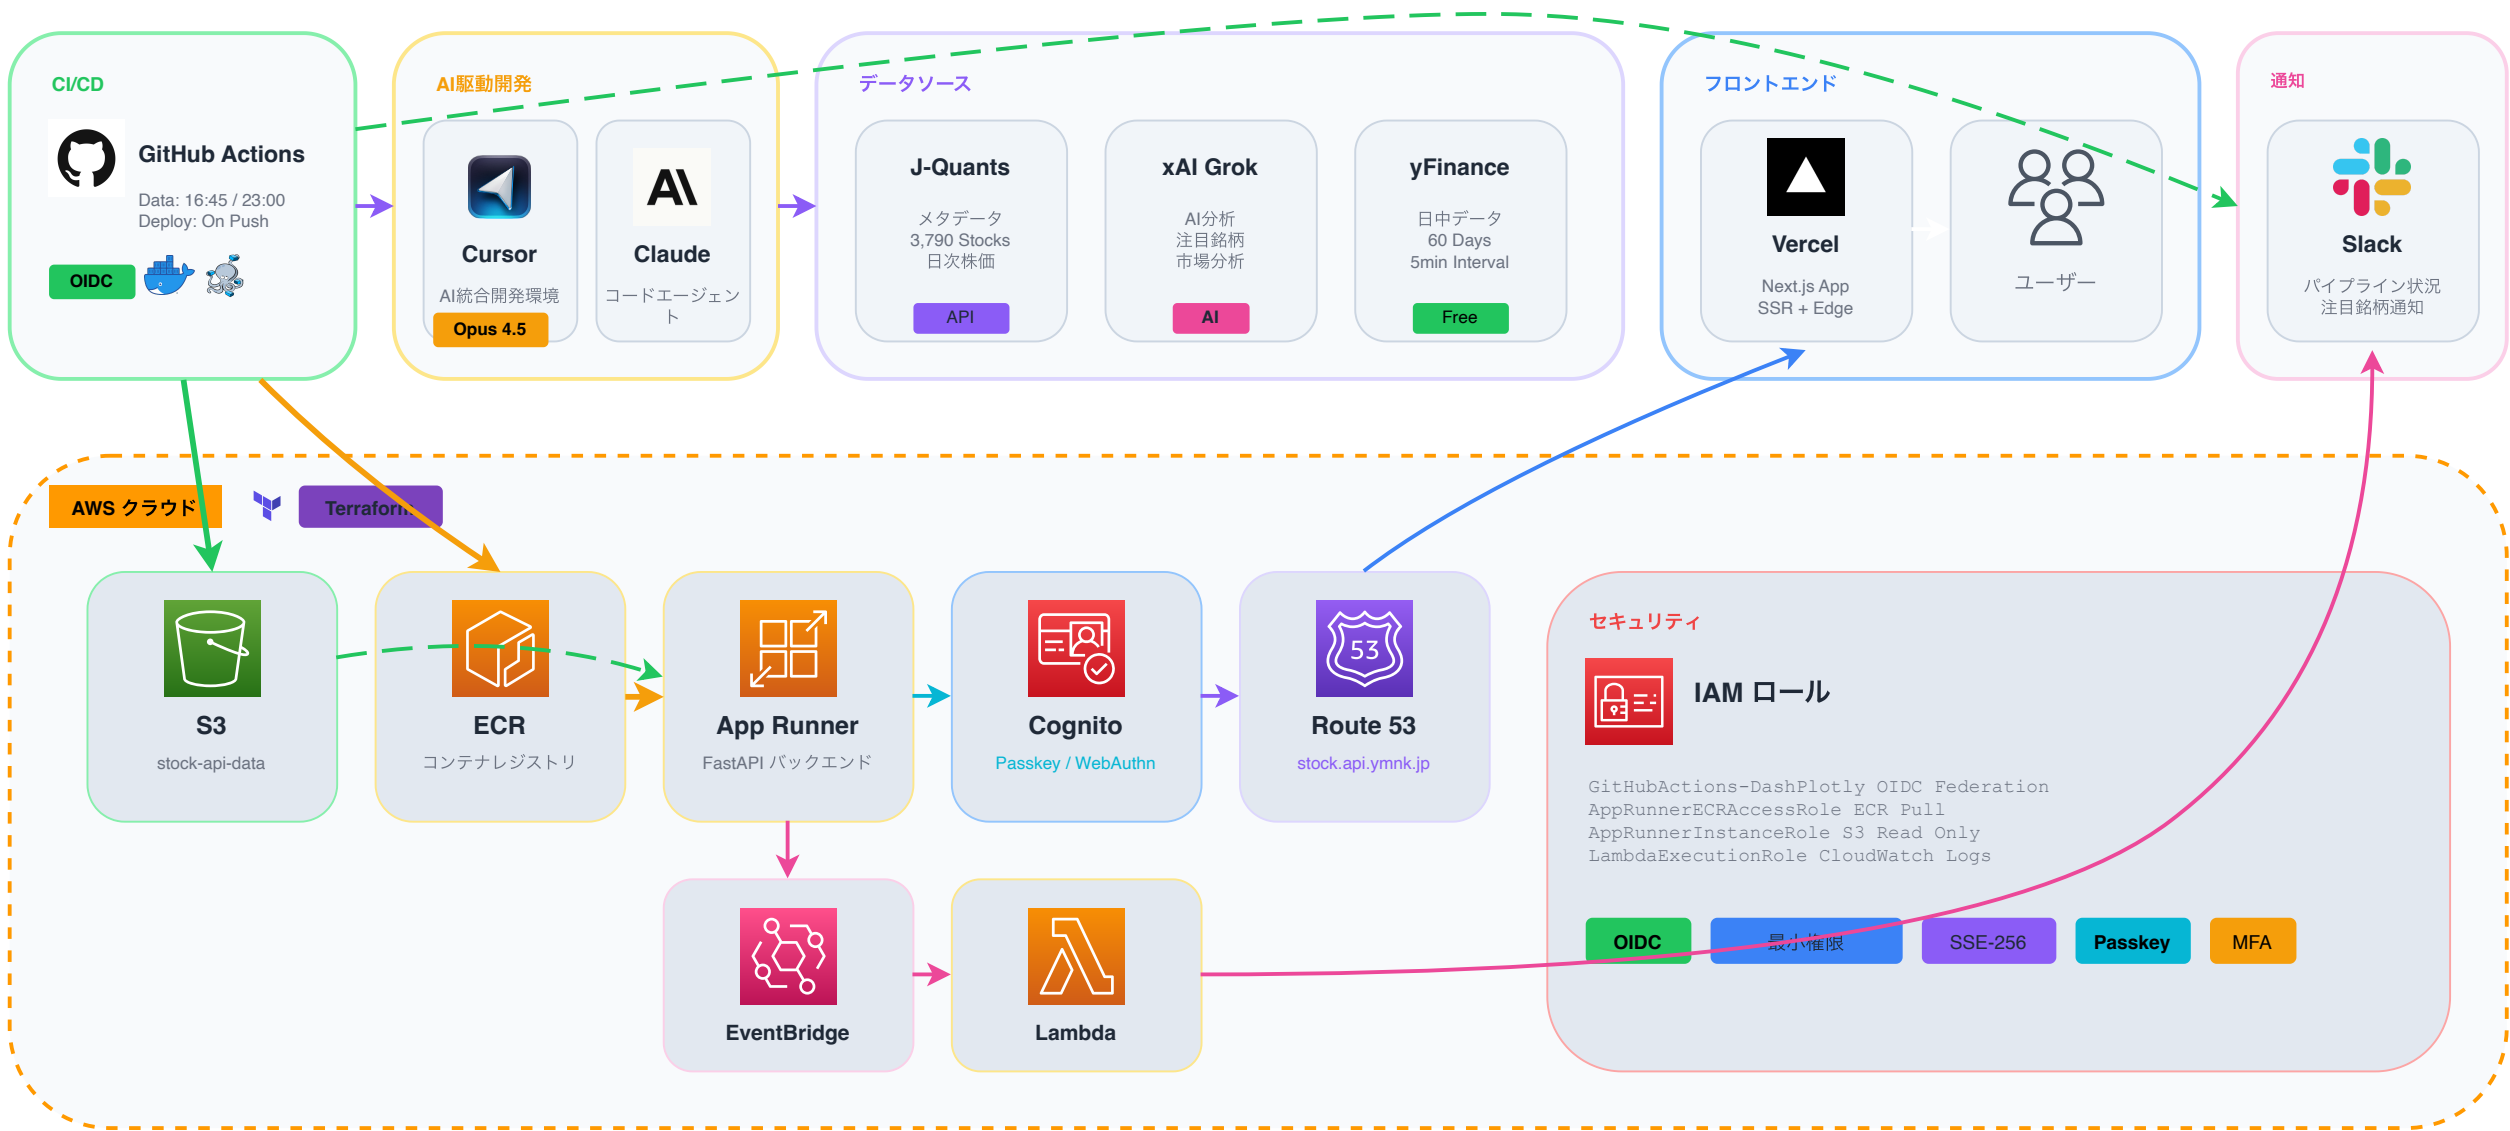 CI/CD
GitHub Actions
Data: 16:45 / 23:00
Deploy: On Push
OIDC
AI駆動開発
Cursor
AI統合開発環境
Opus 4.5
Claude
コードエージェン
ト
データソース
J-Quants
メタデータ
3,790 Stocks
日次株価
API
xAI Grok
AI分析
注目銘柄
市場分析
AI
yFinance
日中データ
60 Days
5min Interval
Free
フロントエンド
Vercel
Next.js App
SSR + Edge
ユーザー
通知
Slack
パイプライン状況
注目銘柄通知
AWS クラウド
Terraform
S3
stock-api-data
ECR
コンテナレジストリ
App Runner
FastAPI バックエンド
Cognito
Passkey / WebAuthn
53
Route 53
stock.api.ymnk.jp
EventBridge
Lambda
セキュリティ
IAM ロール
GitHubActions-DashPlotly OIDC Federation
AppRunnerECRAccessRole ECR Pull
AppRunnerInstanceRole S3 Read Only
LambdaExecutionRole CloudWatch Logs
OIDC
最小権限
SSE-256
Passkey
MFA